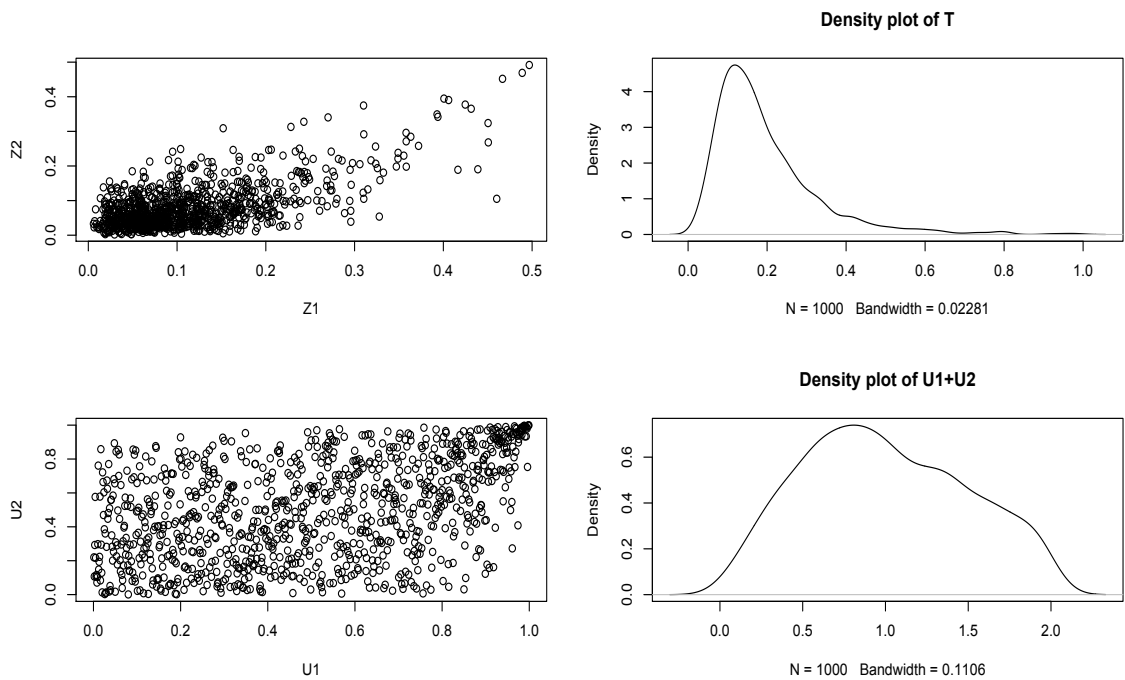 Z2
0.0 0.2 0.4
0.0 0.1 0.2 0.3 0.4 0.5
Z1
Density plot of T
Density
0 1 2 3 4
0.0 0.2 0.4 0.6 0.8 1.0
N = 1000 Bandwidth = 0.02281
U2
0.0 0.4 0.8
0.0 0.2 0.4 0.6 0.8 1.0
U1
Density plot of U1+U2
Density
0.0 0.2 0.4 0.6
0.0 0.5 1.0 1.5 2.0
N = 1000 Bandwidth = 0.1106